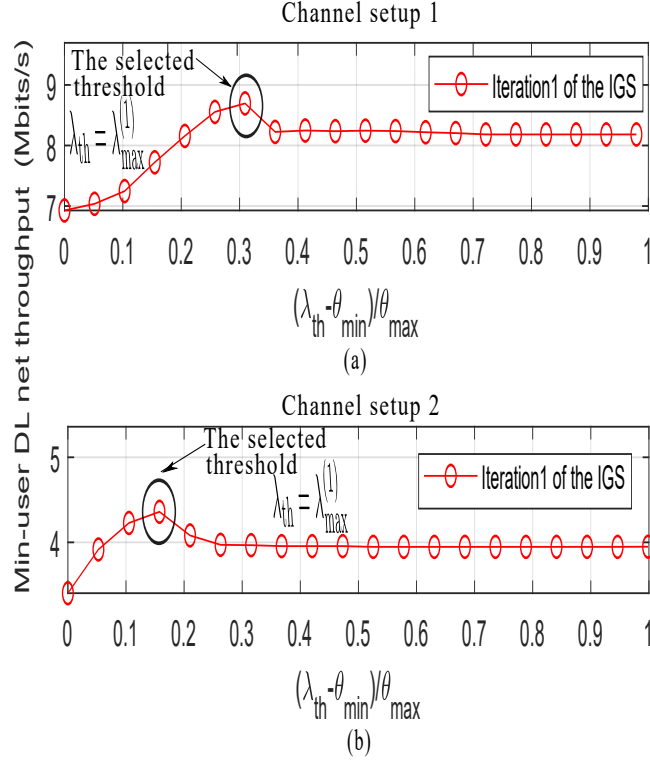 Channel setup 1
Min-user DL net throughput (Mbits/s)
The selected
threshold
λth = λmax(1)
Iteration1 of the IGS
9
8
7
0 0.1 0.2 0.3 0.4 0.5 0.6 0.7 0.8 0.9 1
(λth-θmin)/θmax
(a)
Channel setup 2
The selected
threshold
λth = λmax(1)
Iteration1 of the IGS
5
4
0 0.1 0.2 0.3 0.4 0.5 0.6 0.7 0.8 0.9 1
(λth-θmin)/θmax
(b)